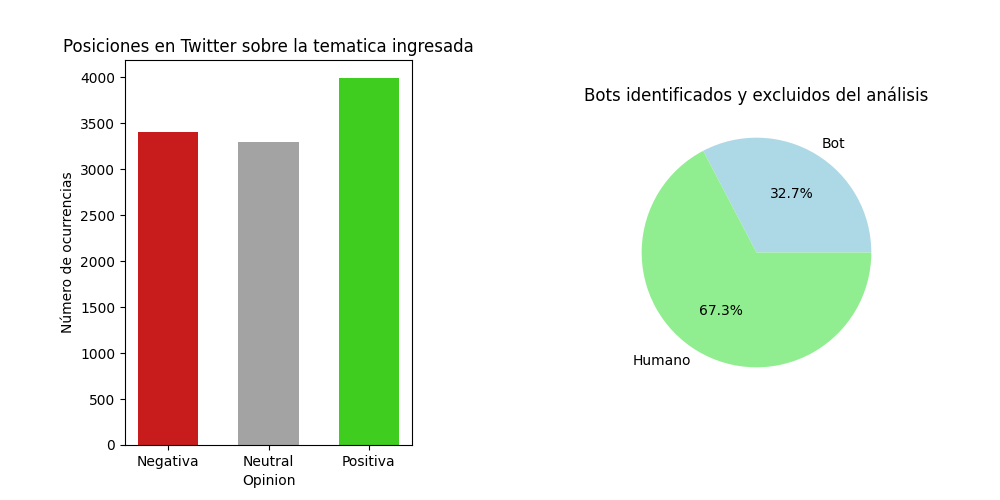 Posiciones en Twitter sobre la tematica ingresada
Número de ocurrencias
4000
3500
3000
2500
2000
1500
1000
500
0
Negativa
Neutral
Positiva
Opinion
Bots identificados y excluidos del análisis
Bot
32.7%
67.3%
Humano